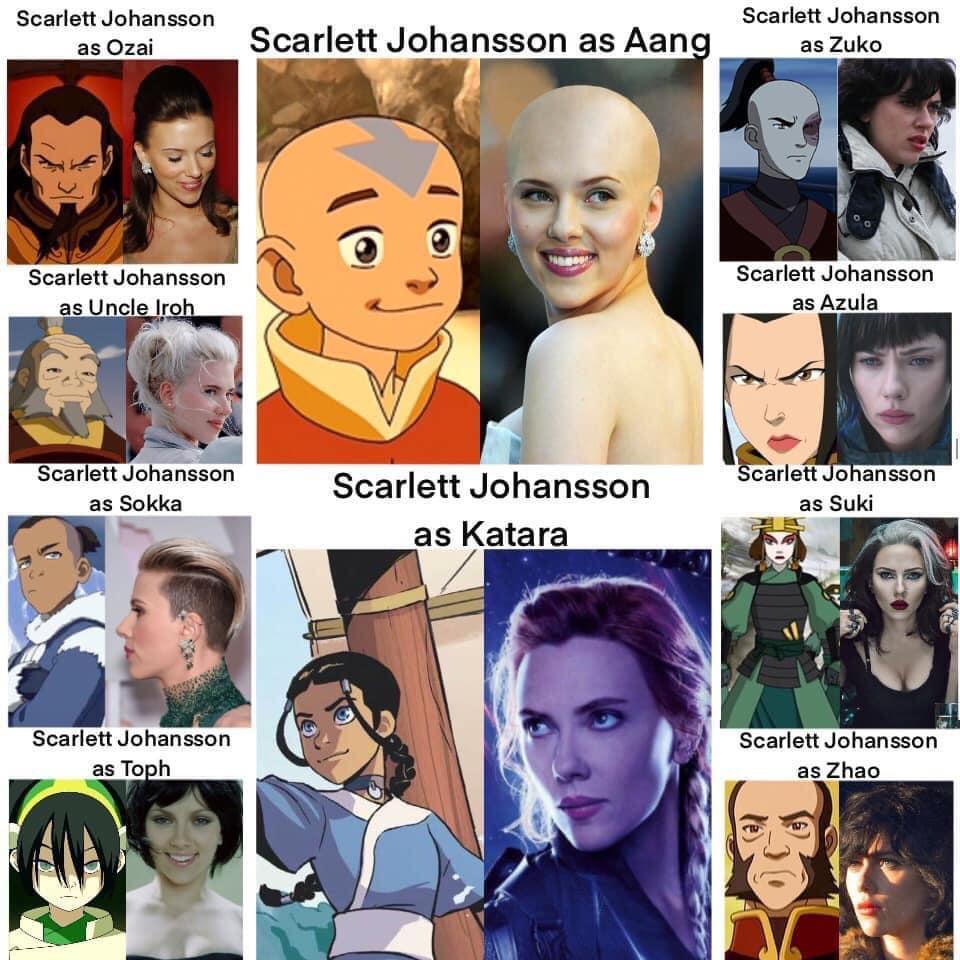 Scarlett Johansson
as Ozai
Scarlett Johansson as Aang
Scarlett Johansson
as Zuko
Scarlett Johansson
as Uncle Iroh
Scarlett Johansson
as Azula
Scarlett Johansson
as Sokka
Scarlett Johansson
as Katara
Scarlett Johansson
as Suki
Scarlett Johansson
as Toph
Scarlett Johansson
as Zhao